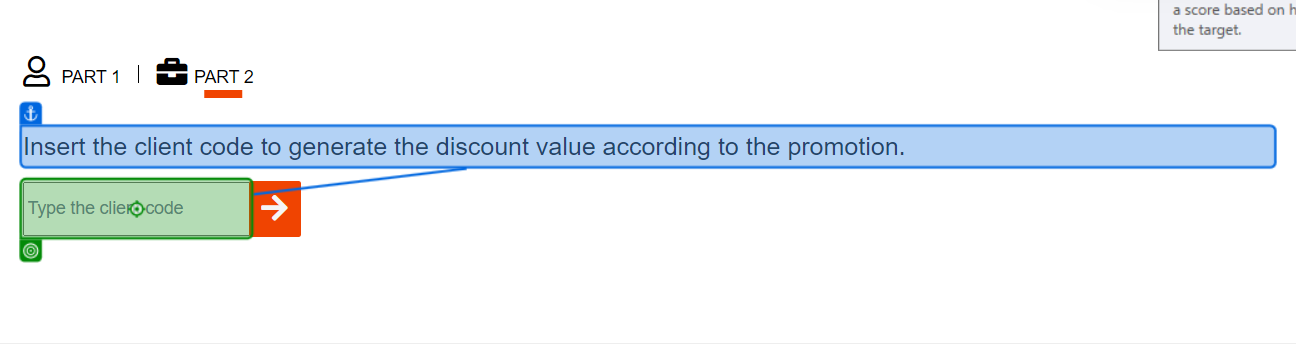 a score based on h
the target.
PART 1 | PART 2
Insert the client code to generate the discount value according to the promotion.
Type the client code